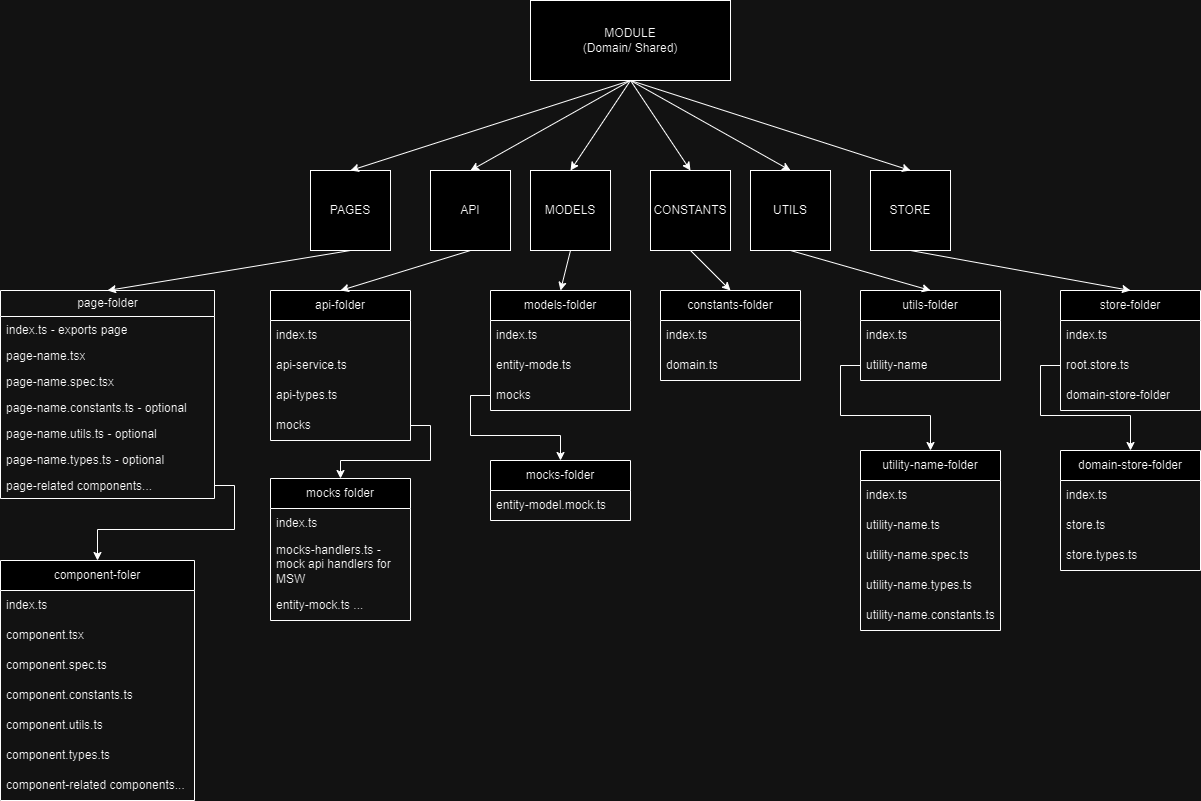 MODULE
(Domain/ Shared)
PAGES
API
MODELS
CONSTANTS
UTILS
STORE
page-folder
index.ts - exports page
page-name.tsx
page-name.spec.tsx
page-name.constants.ts - optional
page-name.utils.ts - optional
page-name.types.ts - optional
page-related components...
component-foler
index.ts
component.tsx
component.spec.ts
component.constants.ts
component.utils.ts
component.types.ts
component-related components...
api-folder
index.ts
api-service.ts
api-types.ts
mocks
mocks folder
index.ts
mocks-handlers.ts -
mock api handlers for
MSW
entity-mock.ts ...
models-folder
index.ts
entity-mode.ts
mocks
mocks-folder
entity-model.mock.ts
constants-folder
index.ts
domain.ts
utils-folder
index.ts
utility-name
utility-name-folder
index.ts
utility-name.ts
utility-name.spec.ts
utility-name.types.ts
utility-name.constants.ts
store-folder
index.ts
root.store.ts
domain-store-folder
domain-store-folder
index.ts
store.ts
store.types.ts